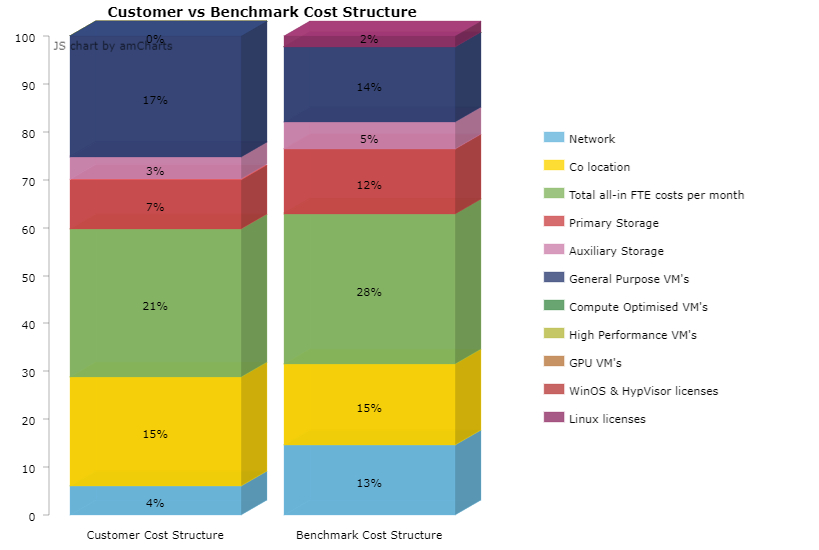 Customer vs Benchmark Cost Structure
JS chart by amCharts
100
90
80
70
60
50
40
30
20
10
0
0%
17%
3%
7%
21%
15%
4%
2%
14%
5%
12%
28%
15%
13%
Customer Cost Structure
Benchmark Cost Structure
Network
Co location
Total all-in FTE costs per month
Primary Storage
Auxiliary Storage
General Purpose VM's
Compute Optimised VM's
High Performance VM's
GPU VM's
WinOS & HypVisor licenses
Linux licenses